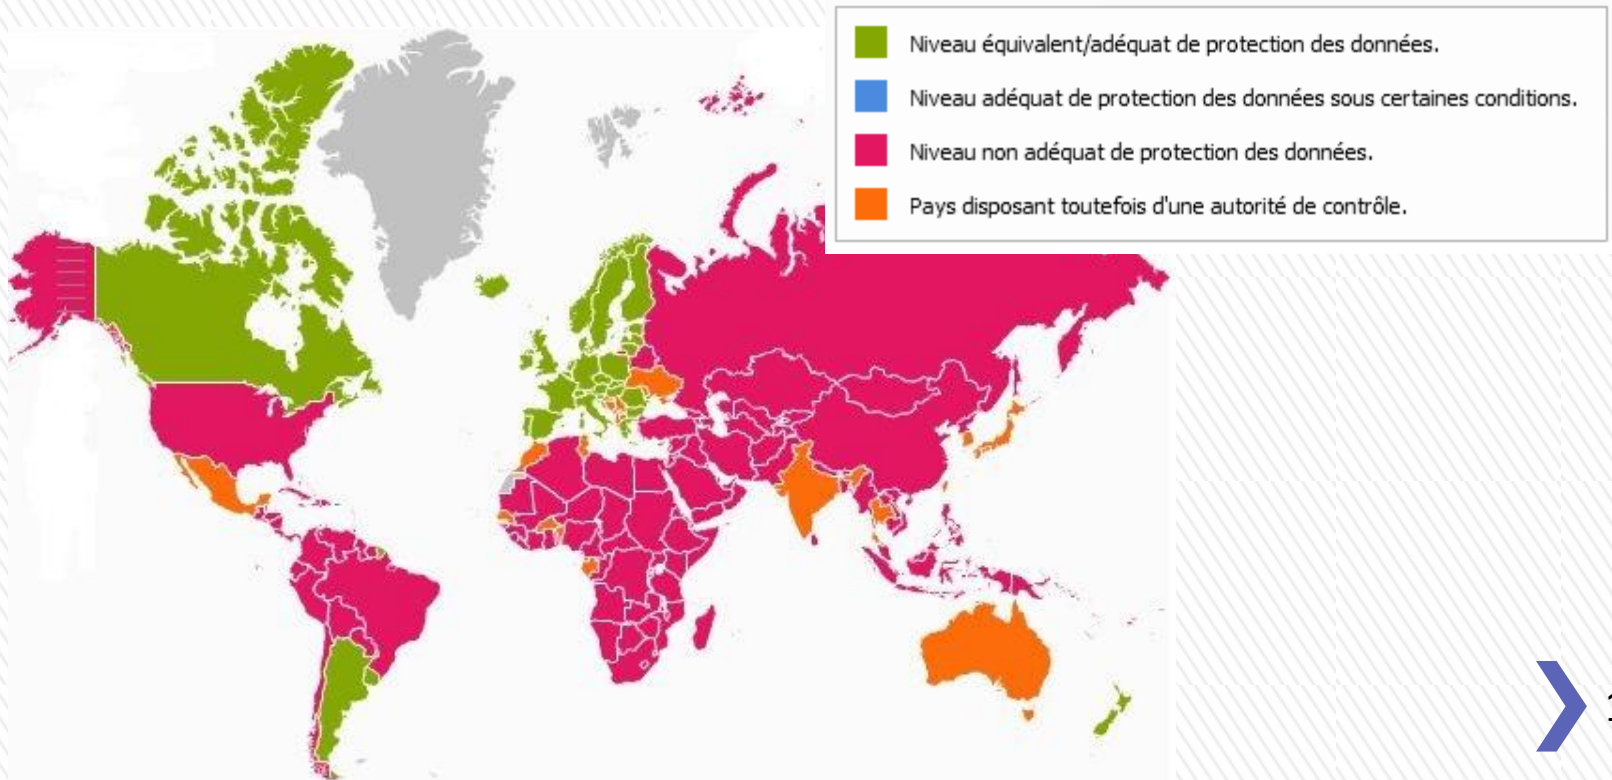 Niveau équivalent/adéquat de protection des données.
Niveau adéquat de protection des données sous certaines conditions.
Niveau non adéquat de protection des données.
Pays disposant toutefois d'une autorité de contrôle.